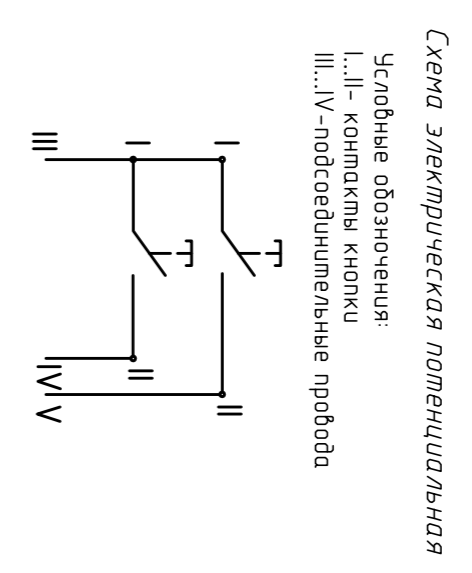 Схема электрическая потенциальная
Условные обозночения:
I...II- контакты кнопки
III...IV-подсоединительные провода
I
I
III
II
II
IV
V